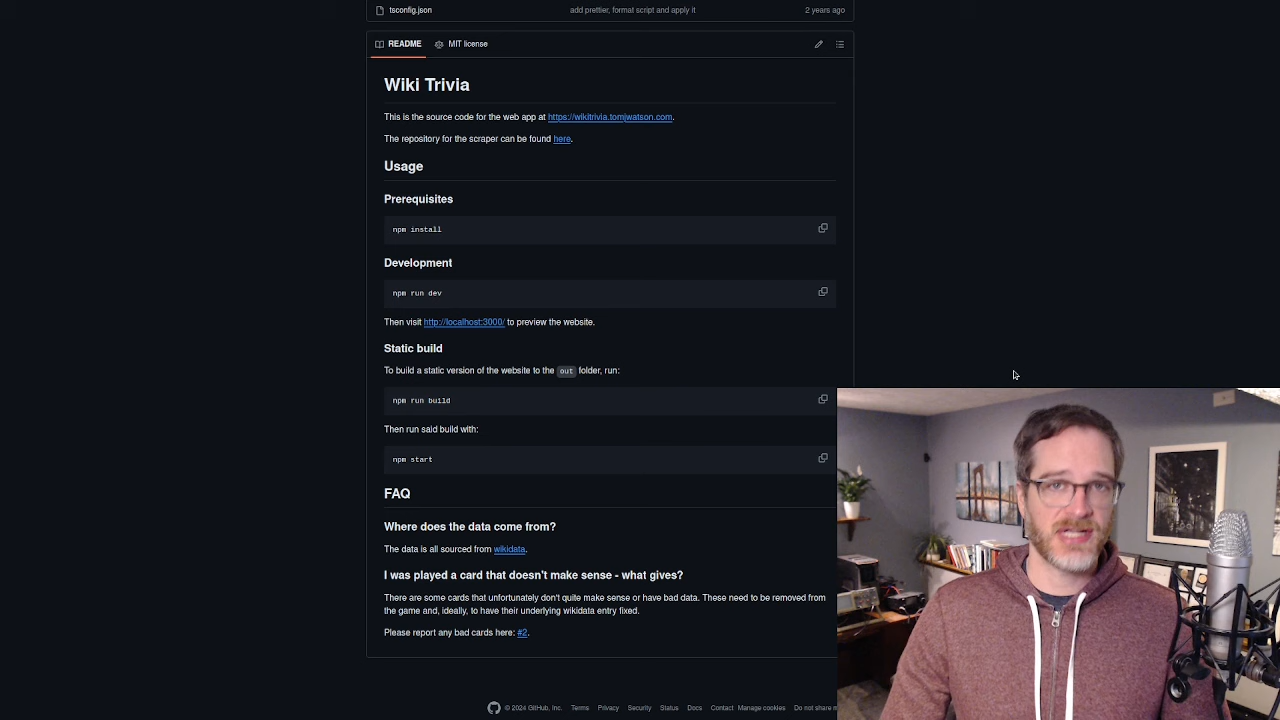 tsconfig.json add prettier, format script and apply it 2 years ago
README MIT license
Wiki Trivia
This is the source code for the web app at https://wikitrivia.tomjwatson.com.
The repository for the scraper can be found here.
Usage
Prerequisites
npm install
Development
npm run dev
Then visit http://localhost:3000/ to preview the website.
Static build
To build a static version of the website to the out folder, run:
npm run build
Then run said build with:
npm start
FAQ
Where does the data come from?
The data is all sourced from wikidata.
I was played a card that doesn't make sense - what gives?
There are some cards that unfortunately don't quite make sense or have bad data. These need to be removed from
the game and, ideally, to have their underlying wikidata entry fixed.
Please report any bad cards here: #2.
© 2024 GitHub, Inc. Terms Privacy Security Status Docs Contact Manage cookies Do not share m